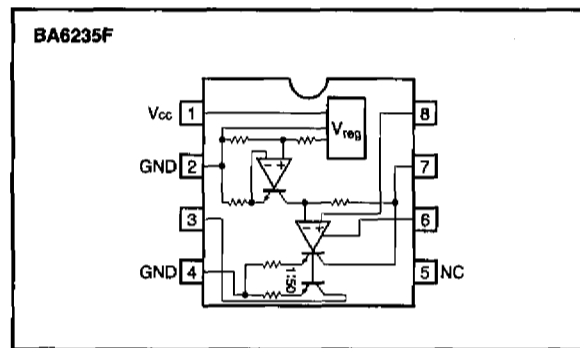 BA6235F
Vcc 1
Vreg
8
GND 2
7
− +
3
− +
6
1:50
GND 4
5 NC